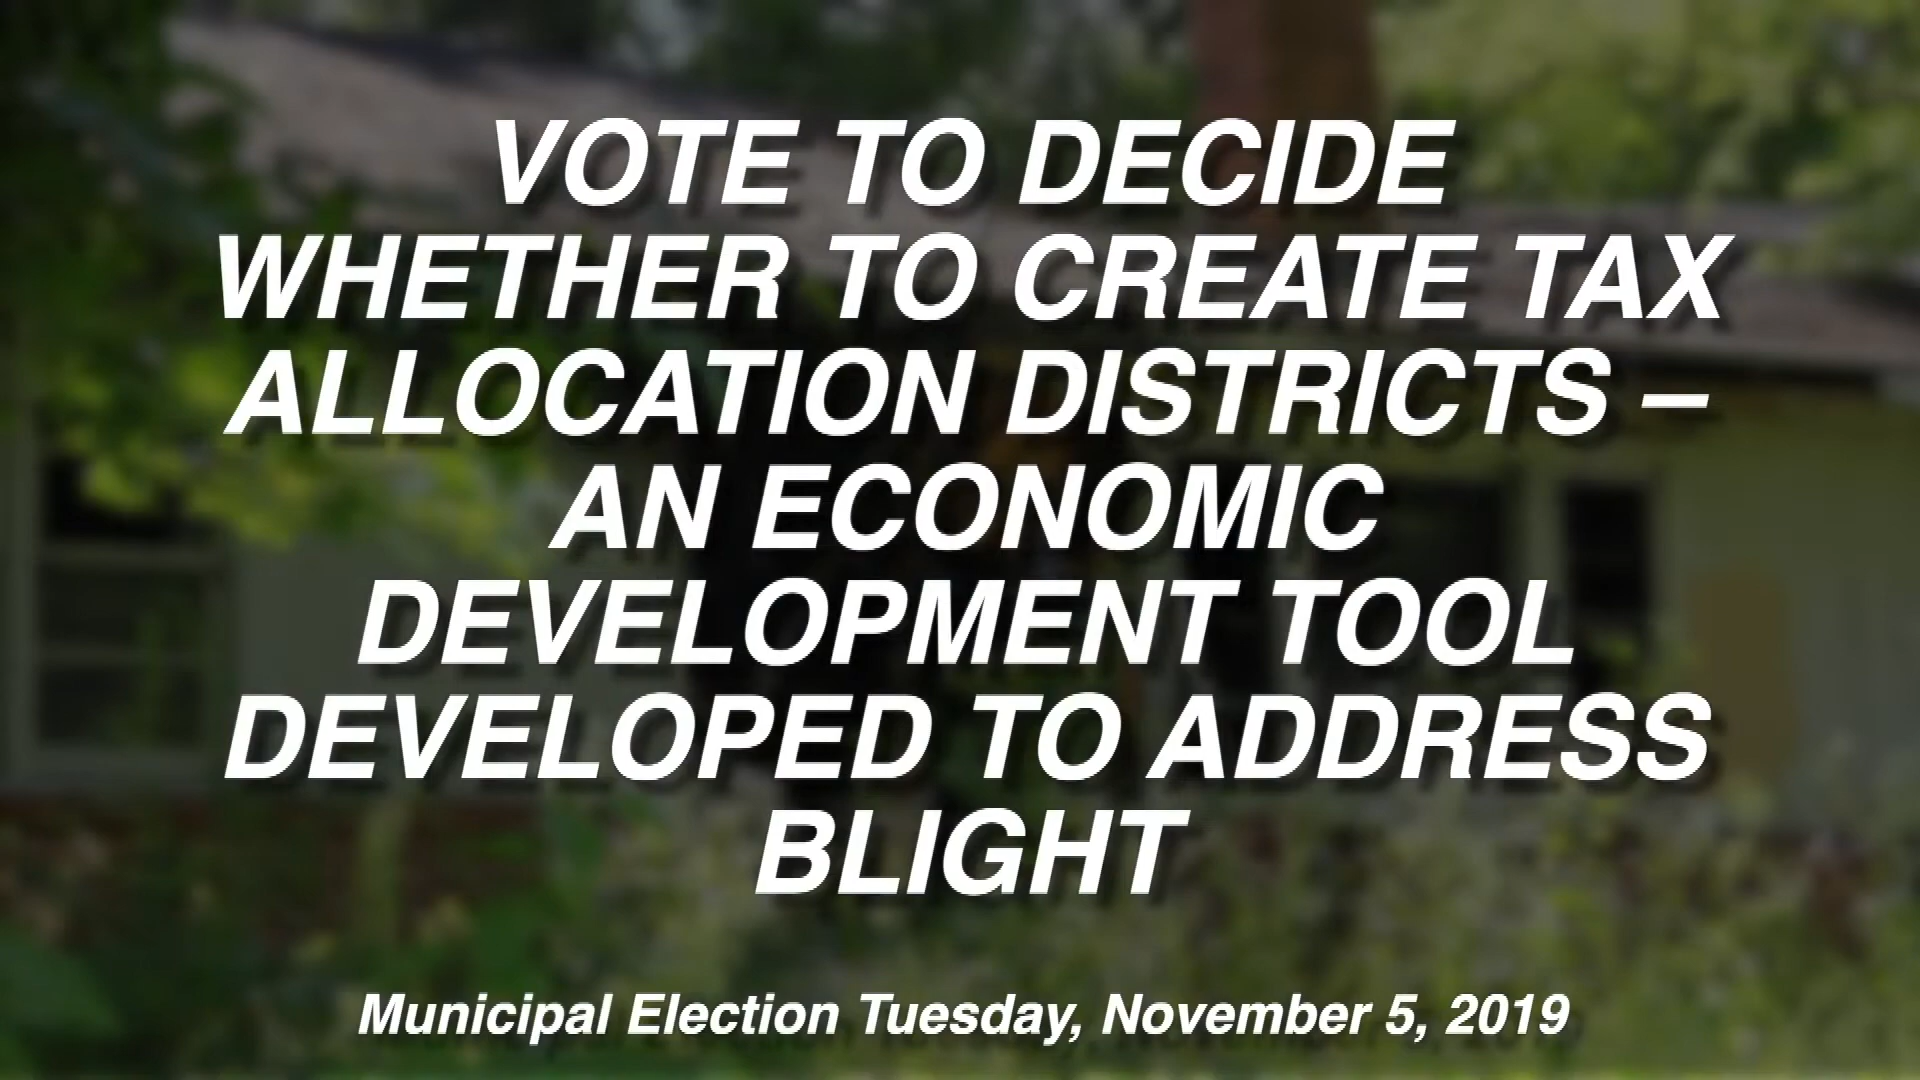 VOTE TO DECIDE
WHETHER TO CREATE TAX
ALLOCATION DISTRICTS –
AN ECONOMIC
DEVELOPMENT TOOL
DEVELOPED TO ADDRESS
BLIGHT
Municipal Election Tuesday, November 5, 2019